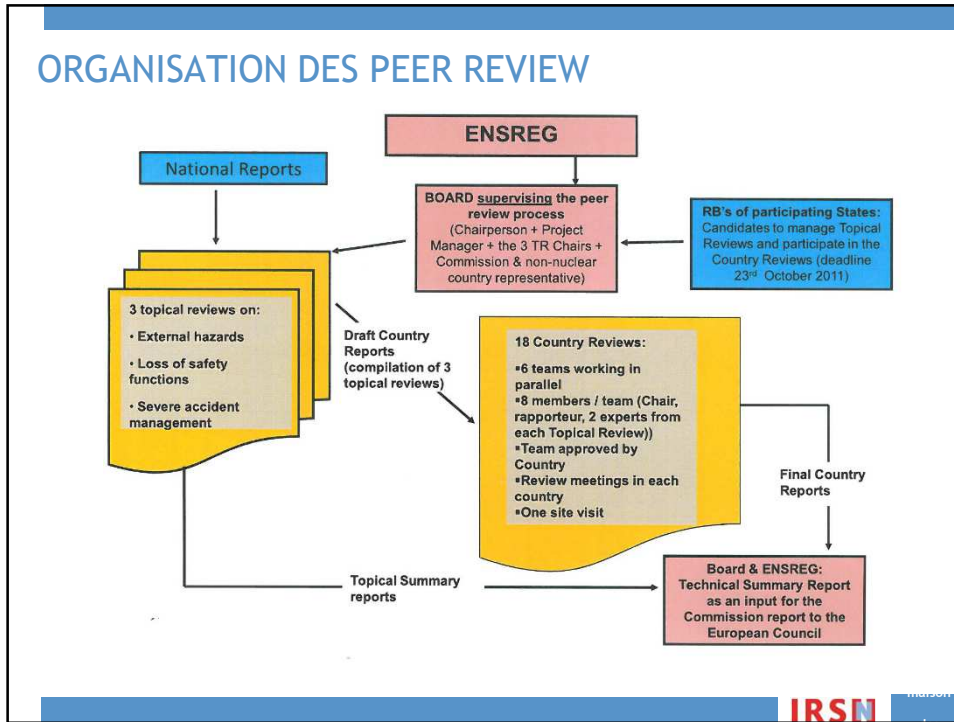 ORGANISATION DES PEER REVIEW
ENSREG
National Reports
BOARD supervising the peer
review process
(Chairperson + Project
Manager + the 3 TR Chairs +
Commission & non-nuclear
country representative)
RB's of participating States:
Candidates to manage Topical
Reviews and participate in the
Country Reviews (deadline
23rd October 2011)
3 topical reviews on:
• External hazards
• Loss of safety
functions
• Severe accident
management
Draft Country
Reports
(compilation of 3
topical reviews)
18 Country Reviews:
▪6 teams working in
parallel
▪8 members / team (Chair,
rapporteur, 2 experts from
each Topical Review))
▪Team approved by
Country
▪Review meetings in each
country
▪One site visit
Final Country
Reports
Topical Summary
reports
Board & ENSREG:
Technical Summary Report
as an input for the
Commission report to the
European Council
IRSN